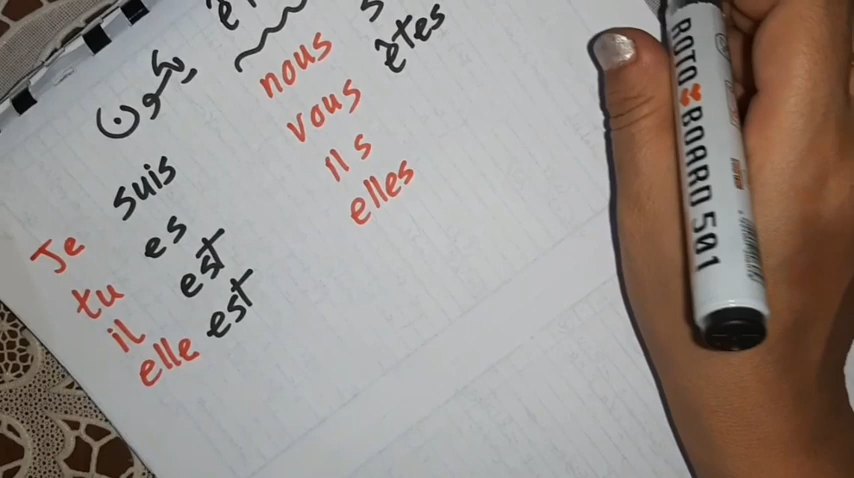 يكون
Je suis
tu es
il est
elle est
nous s
vous êtes
ils
elles
ROTO BOARD 501